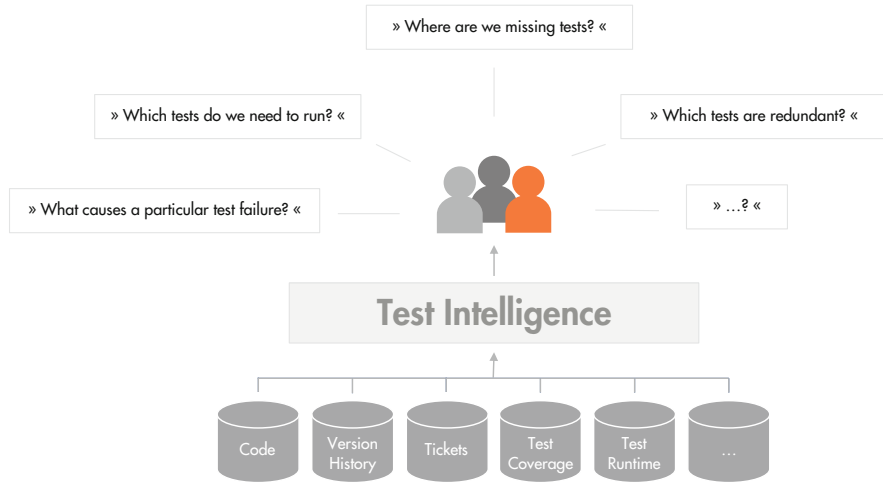 » Where are we missing tests? «
» Which tests do we need to run? «
» Which tests are redundant? «
» What causes a particular test failure? «
» ...? «
Test Intelligence
Code
Version
History
Tickets
Test
Coverage
Test
Runtime
...